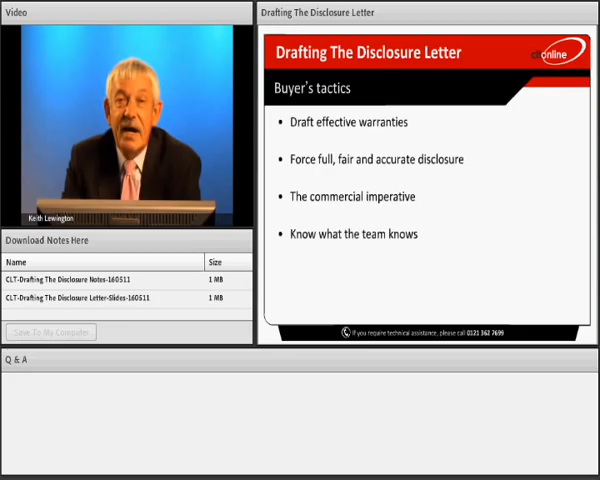 Video
Keith Lewington
Download Notes Here
Name Size
CLT-Drafting The Disclosure Notes-160511 1 MB
CLT-Drafting The Disclosure Letter-Slides-160511 1 MB
Save To My Computer
Drafting The Disclosure Letter
Drafting The Disclosure Letter
cltonline
Buyer's tactics
• Draft effective warranties
• Force full, fair and accurate disclosure
• The commercial imperative
• Know what the team knows
If you require technical assistance, please call 0121 362 7699
Q & A